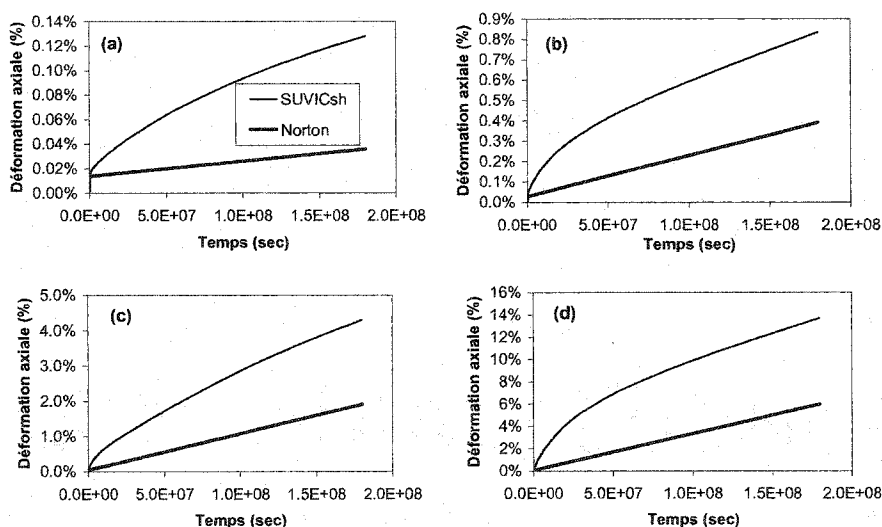 (a)
Déformation axiale (%)
0.14%
0.12%
0.10%
0.08%
0.06%
0.04%
0.02%
0.00%
SUVICsh
Norton
0.0E+00 5.0E+07 1.0E+08 1.5E+08 2.0E+08
Temps (sec)
(b)
Déformation axiale (%)
0.9%
0.8%
0.7%
0.6%
0.5%
0.4%
0.3%
0.2%
0.1%
0.0%
0.0E+00 5.0E+07 1.0E+08 1.5E+08 2.0E+08
Temps (sec)
(c)
Déformation axiale (%)
5.0%
4.0%
3.0%
2.0%
1.0%
0.0%
0.0E+00 5.0E+07 1.0E+08 1.5E+08 2.0E+08
Temps (sec)
(d)
Déformation axiale (%)
16%
14%
12%
10%
8%
6%
4%
2%
0%
0.0E+00 5.0E+07 1.0E+08 1.5E+08 2.0E+08
Temps (sec)